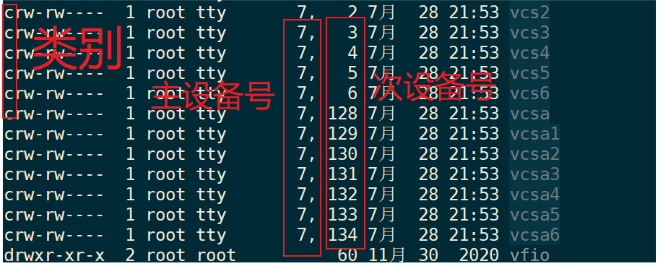 crw-rw---- 1 root tty 7, 2 7月 28 21:53 vcs2
crw-rw---- 1 root tty 7, 3 7月 28 21:53 vcs3
crw-rw---- 1 root tty 7, 4 7月 28 21:53 vcs4
crw-rw---- 1 root tty 7, 5 7月 28 21:53 vcs5
crw-rw---- 1 root tty 7, 6 7月 28 21:53 vcs6
crw-rw---- 1 root tty 7, 128 7月 28 21:53 vcsa
crw-rw---- 1 root tty 7, 129 7月 28 21:53 vcsa1
crw-rw---- 1 root tty 7, 130 7月 28 21:53 vcsa2
crw-rw---- 1 root tty 7, 131 7月 28 21:53 vcsa3
crw-rw---- 1 root tty 7, 132 7月 28 21:53 vcsa4
crw-rw---- 1 root tty 7, 133 7月 28 21:53 vcsa5
crw-rw---- 1 root tty 7, 134 7月 28 21:53 vcsa6
drwxr-xr-x 2 root root 60 11月 30 2020 vfio
类别
主设备号
次设备号